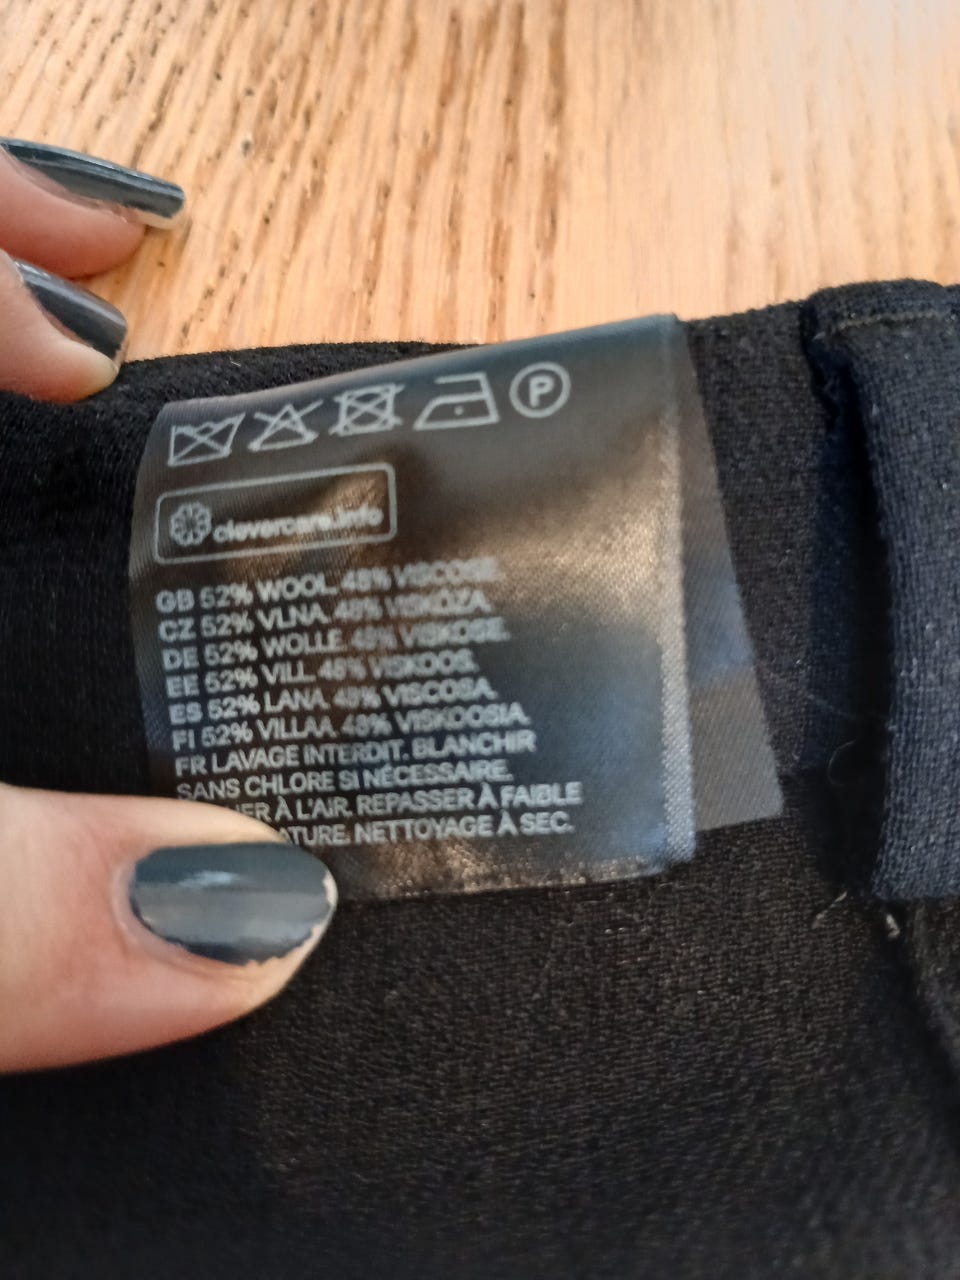 P
clevercare.info
GB 52% WOOL. 48% VISCOSE.
CZ 52% VLNA. 48% VISKÓZA.
DE 52% WOLLE. 48% VISKOSE.
EE 52% VILL. 48% VISKOOS.
ES 52% LANA. 48% VISCOSA.
FI 52% VILLAA. 48% VISKOOSIA.
FR LAVAGE INTERDIT. BLANCHIR
SANS CHLORE SI NÉCESSAIRE.
À L'AIR. REPASSER À FAIBLE
NETTOYAGE À SEC.